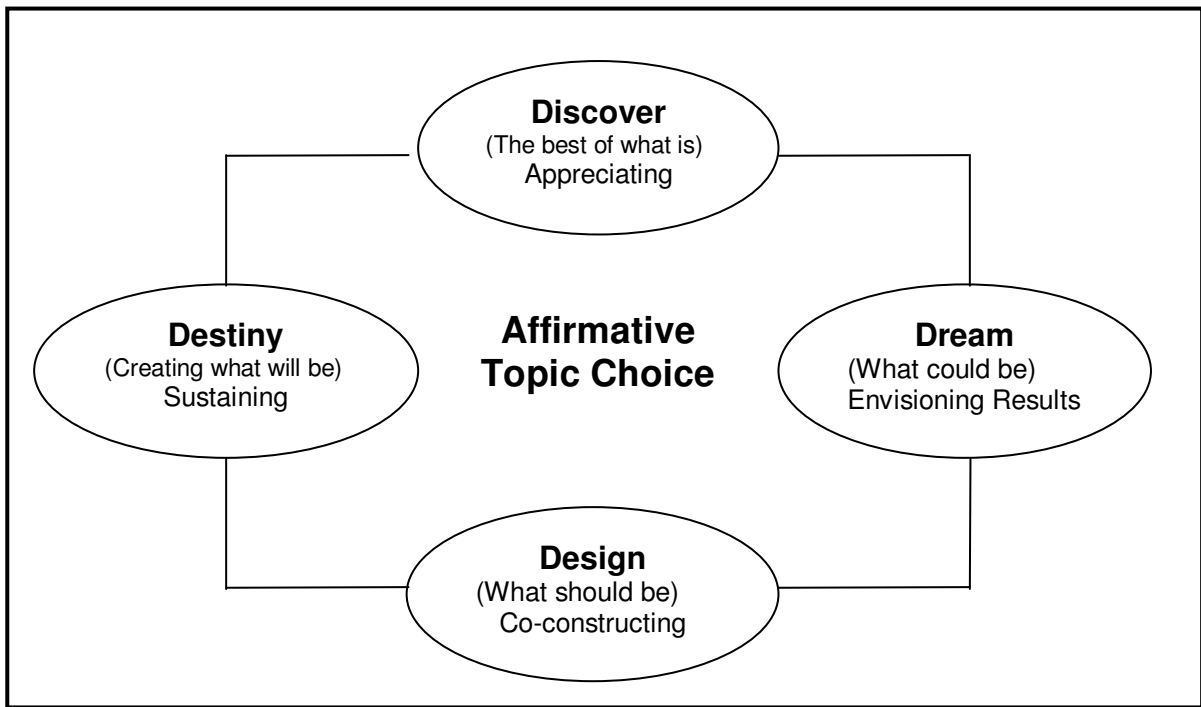 Discover
(The best of what is)
Appreciating
Destiny
(Creating what will be)
Sustaining
Affirmative
Topic Choice
Dream
(What could be)
Envisioning Results
Design
(What should be)
Co-constructing